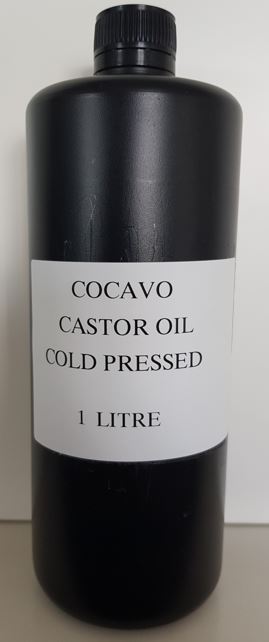 COCAVO
CASTOR OIL
COLD PRESSED
1 LITRE